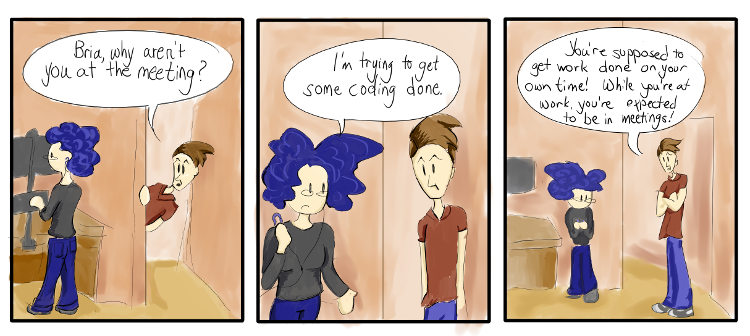 Bria, why aren't
you at the meeting?
I'm trying to get
some coding done.
You're supposed to
get work done on your
own time! While you're at
work, you're expected
to be in meetings!